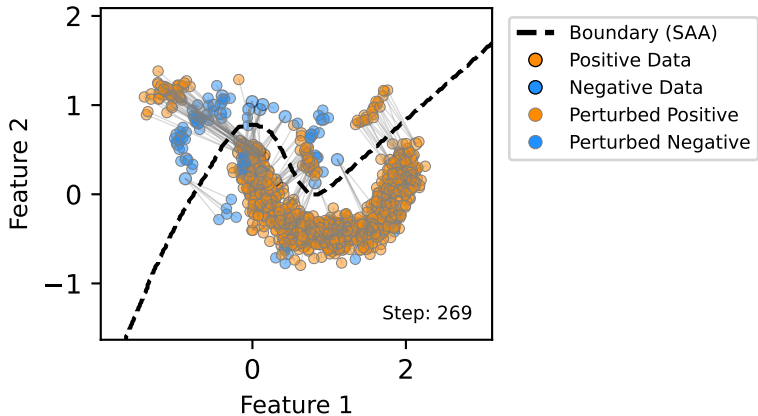 2
1
0
−1
Feature 2
0
2
Feature 1
Step: 269
Boundary (SAA)
Positive Data
Negative Data
Perturbed Positive
Perturbed Negative